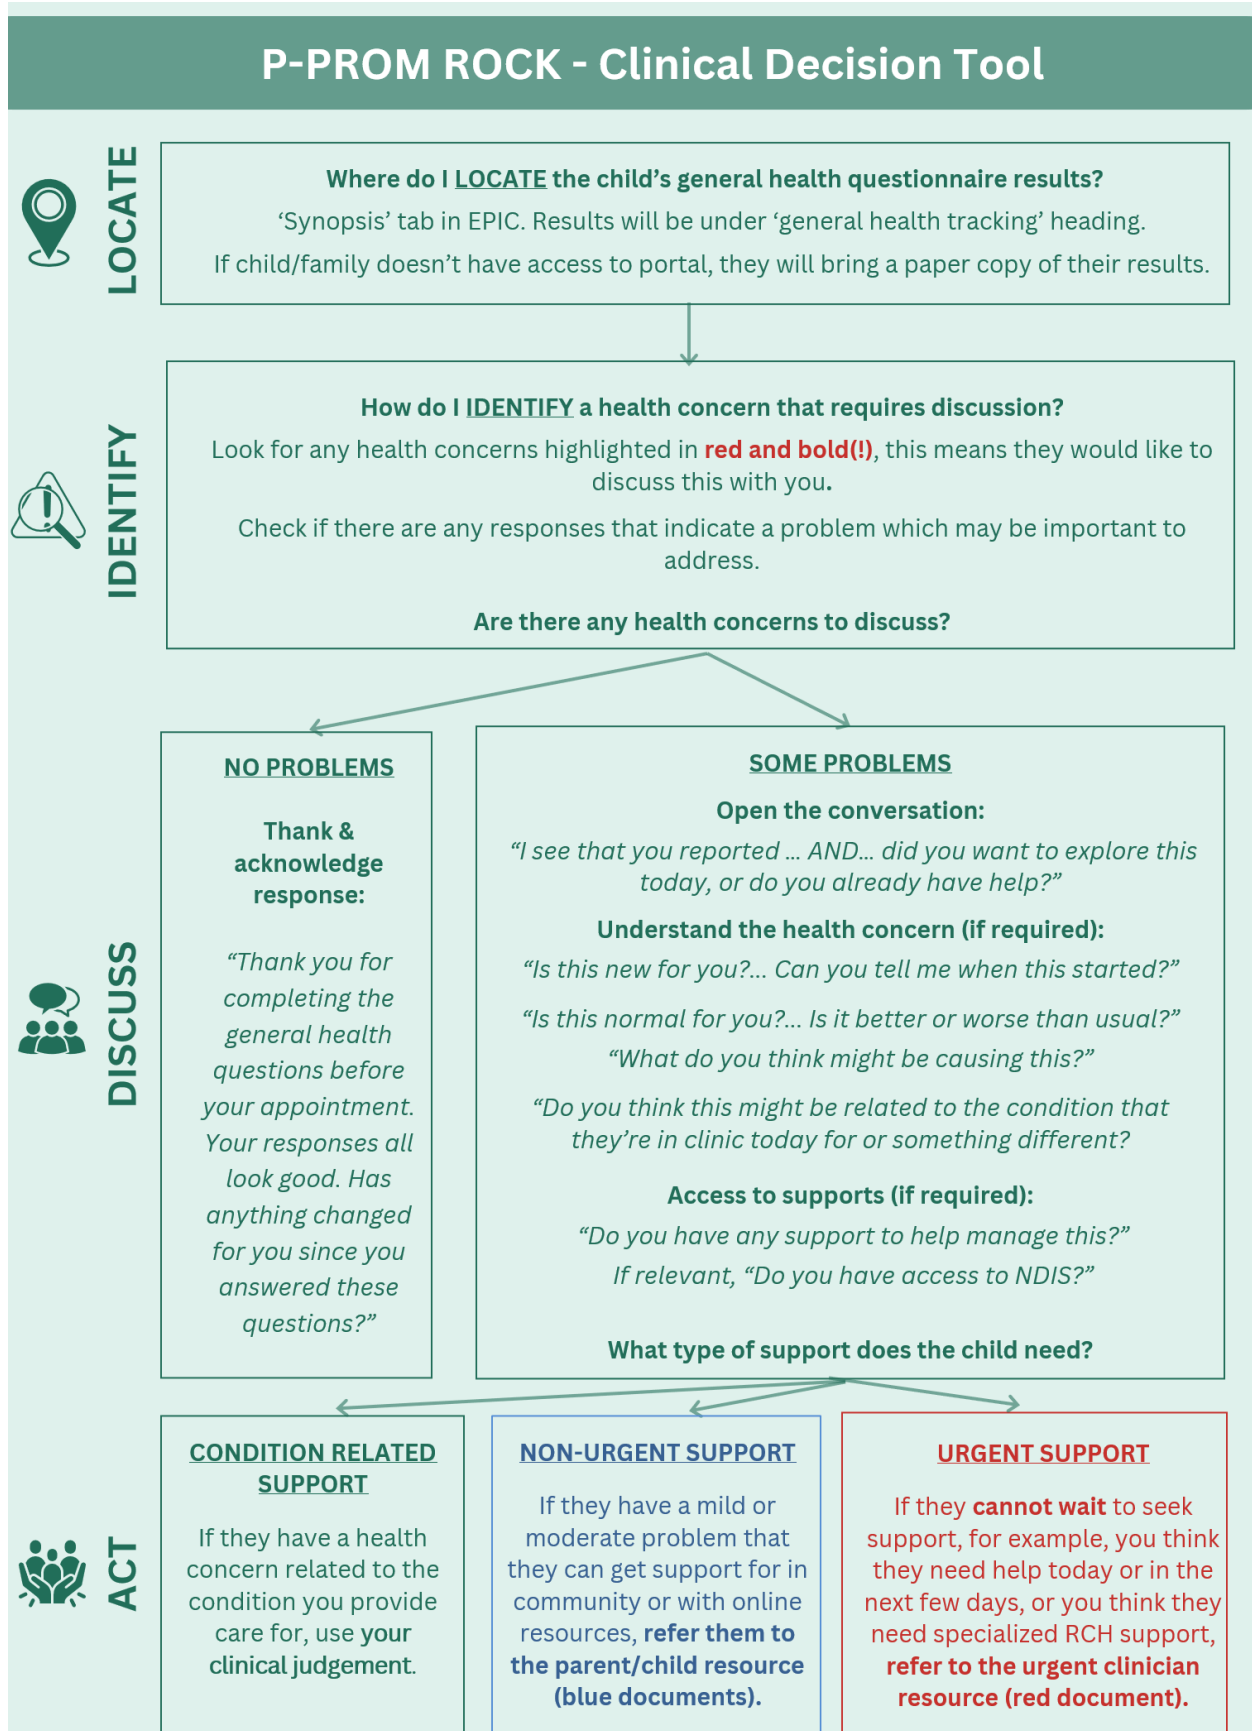 P-PROM ROCK - Clinical Decision Tool
LOCATE
Where do I LOCATE the child’s general health questionnaire results?
‘Synopsis’ tab in EPIC. Results will be under ‘general health tracking’ heading.
If child/family doesn’t have access to portal, they will bring a paper copy of their results.
IDENTIFY
How do I IDENTIFY a health concern that requires discussion?
Look for any health concerns highlighted in red and bold(!), this means they would like to
discuss this with you.
Check if there are any responses that indicate a problem which may be important to
address.
Are there any health concerns to discuss?
DISCUSS
NO PROBLEMS
Thank &
acknowledge
response:
“Thank you for
completing the
general health
questions before
your appointment.
Your responses all
look good. Has
anything changed
for you since you
answered these
questions?”
SOME PROBLEMS
Open the conversation:
“I see that you reported ... AND... did you want to explore this
today, or do you already have help?”
Understand the health concern (if required):
“Is this new for you?... Can you tell me when this started?”
“Is this normal for you?... Is it better or worse than usual?”
“What do you think might be causing this?”
“Do you think this might be related to the condition that
they’re in clinic today for or something different?
Access to supports (if required):
“Do you have any support to help manage this?”
If relevant, “Do you have access to NDIS?”
What type of support does the child need?
ACT
CONDITION RELATED
SUPPORT
If they have a health
concern related to the
condition you provide
care for, use your
clinical judgement.
NON-URGENT SUPPORT
If they have a mild or
moderate problem that
they can get support for in
community or with online
resources, refer them to
the parent/child resource
(blue documents).
URGENT SUPPORT
If they cannot wait to seek
support, for example, you think
they need help today or in the
next few days, or you think they
need specialized RCH support,
refer to the urgent clinician
resource (red document).